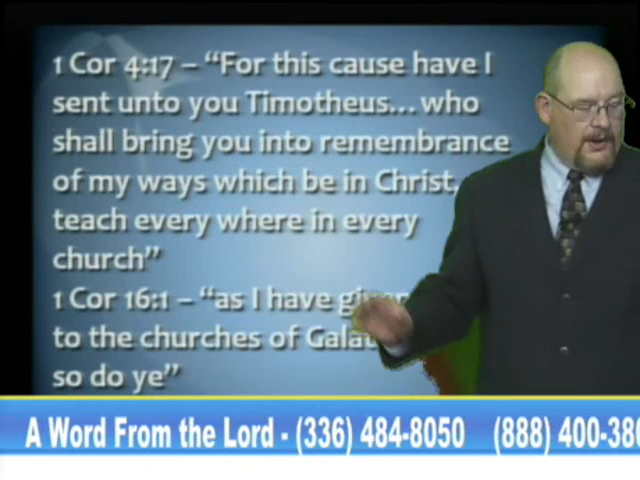 1 Cor 4:17 – “For this cause have I
sent unto you Timotheus... who
shall bring you into remembrance
of my ways which be in Christ,
teach every where in every
church”
1 Cor 16:1 – “as I have
to the churches of
so do ye”
A Word From the Lord - (336) 484-8050 (888) 400-